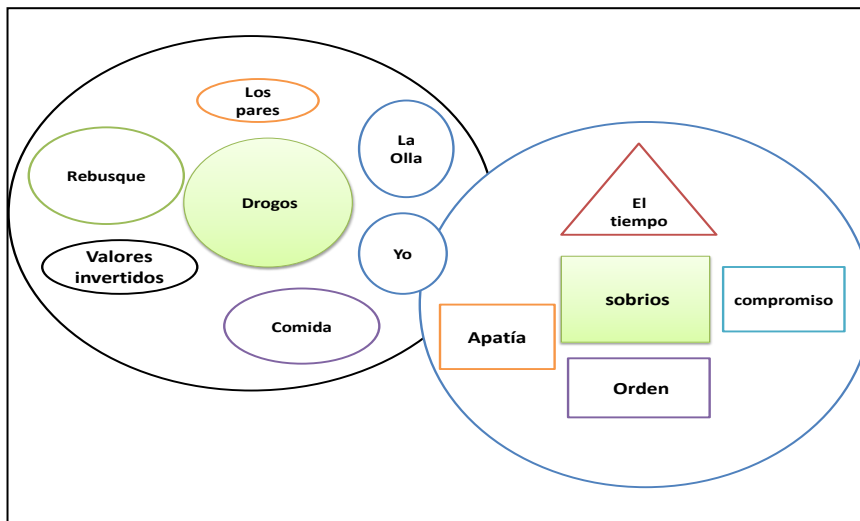 Los
pares
La
Olla
Rebusque
Drogos
El
tiempo
Yo
Valores
invertidos
sobrios
compromiso
Comida
Apatía
Orden